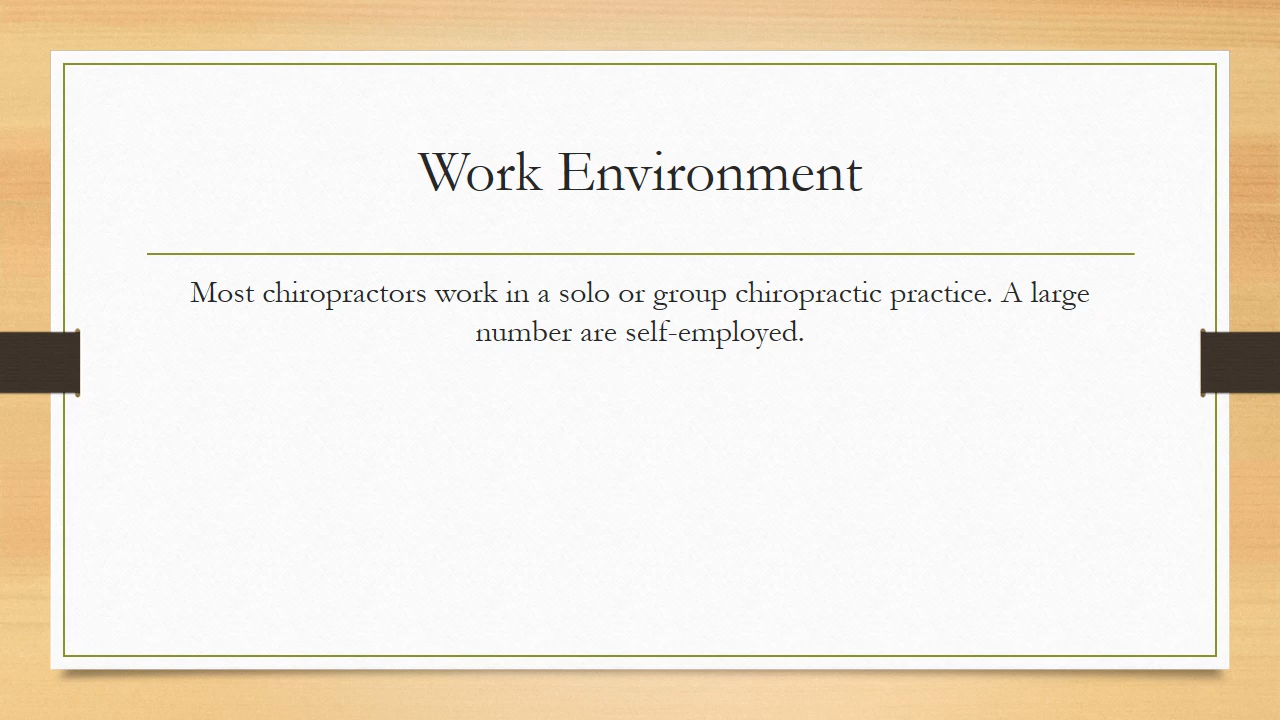 Work Environment
Most chiropractors work in a solo or group chiropractic practice. A large
number are self-employed.